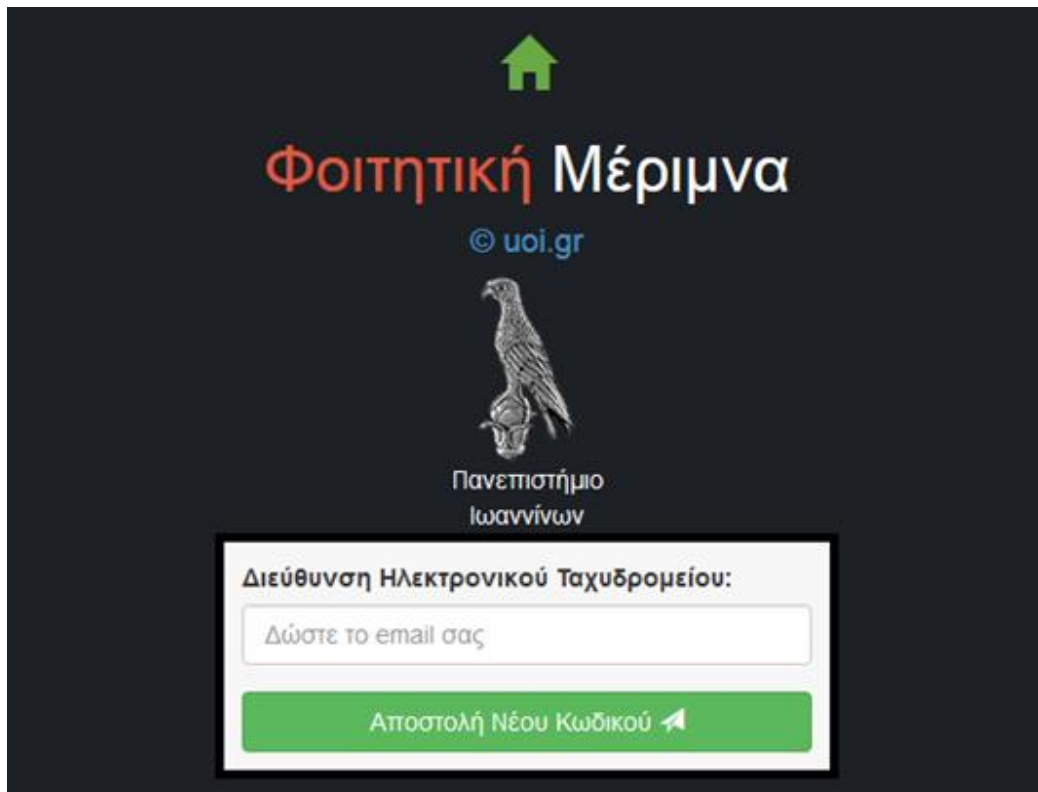 Φοιτητική Μέριμνα
© uoi.gr
Πανεπιστήμιο
Ιωαννίνων
Διεύθυνση Ηλεκτρονικού Ταχυδρομείου:
Δώστε το email σας
Αποστολή Νέου Κωδικού